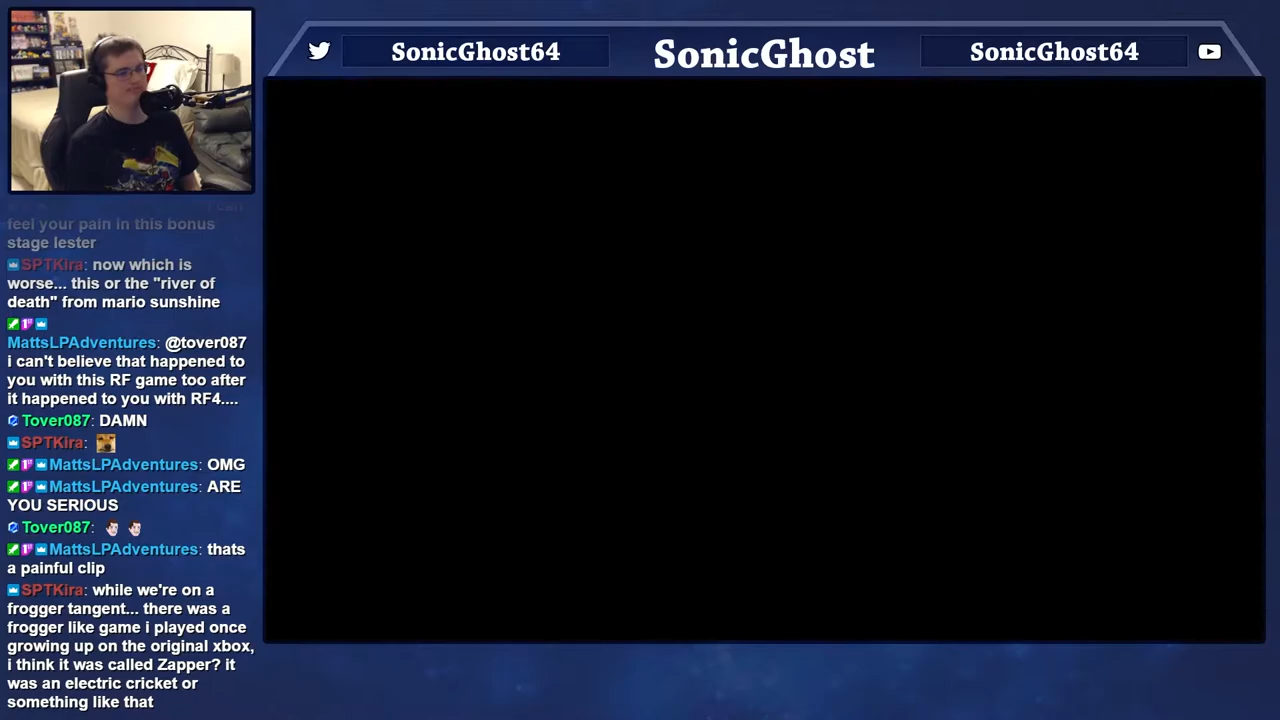 SonicGhost64
SonicGhost
SonicGhost64
feel your pain in this bonus
stage lester
SPTKira: now which is
worse... this or the "river of
death" from mario sunshine
MattsLPAdventures: @tover087
i can't believe that happened to
you with this RF game too after
it happened to you with RF4....
Tover087: DAMN
SPTKira:
MattsLPAdventures: OMG
MattsLPAdventures: ARE
YOU SERIOUS
Tover087:
MattsLPAdventures: thats
a painful clip
SPTKira: while we're on a
frogger tangent... there was a
frogger like game i played once
growing up on the original xbox,
i think it was called Zapper? it
was an electric cricket or
something like that